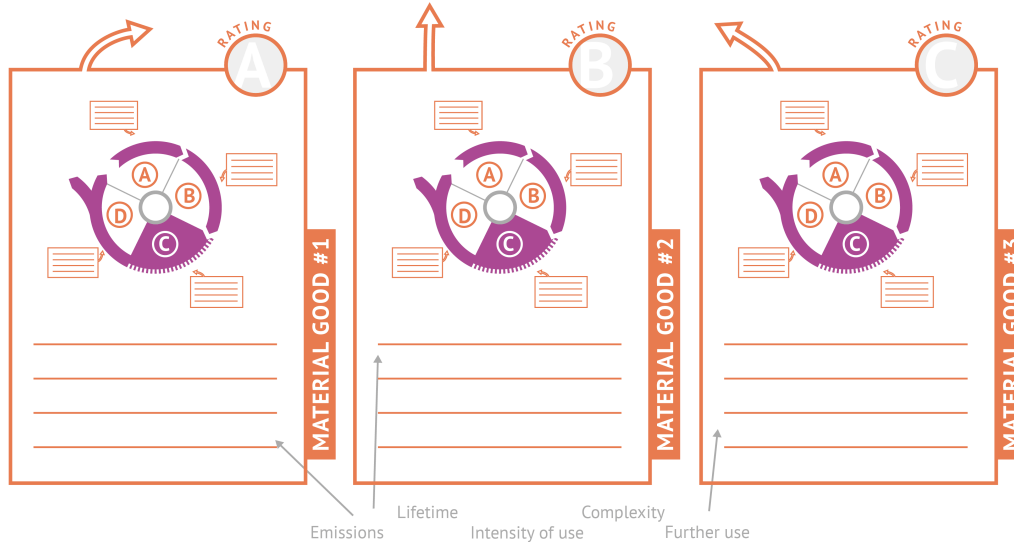 RATING
A
A
B
C
D
MATERIAL GOOD #1
RATING
B
A
B
C
D
MATERIAL GOOD #2
RATING
C
A
B
C
D
MATERIAL GOOD #3
Lifetime
Complexity
Emissions
Intensity of use
Further use